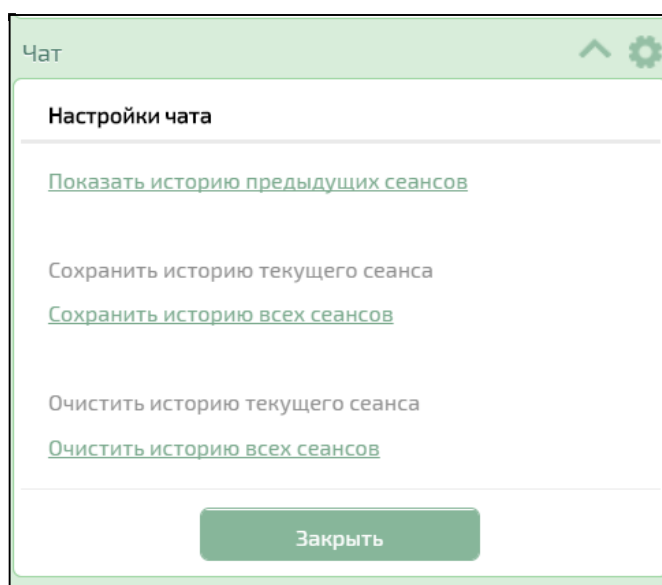 Чат
Настройки чата
Показать историю предыдущих сеансов
Сохранить историю текущего сеанса
Сохранить историю всех сеансов
Очистить историю текущего сеанса
Очистить историю всех сеансов
Закрыть